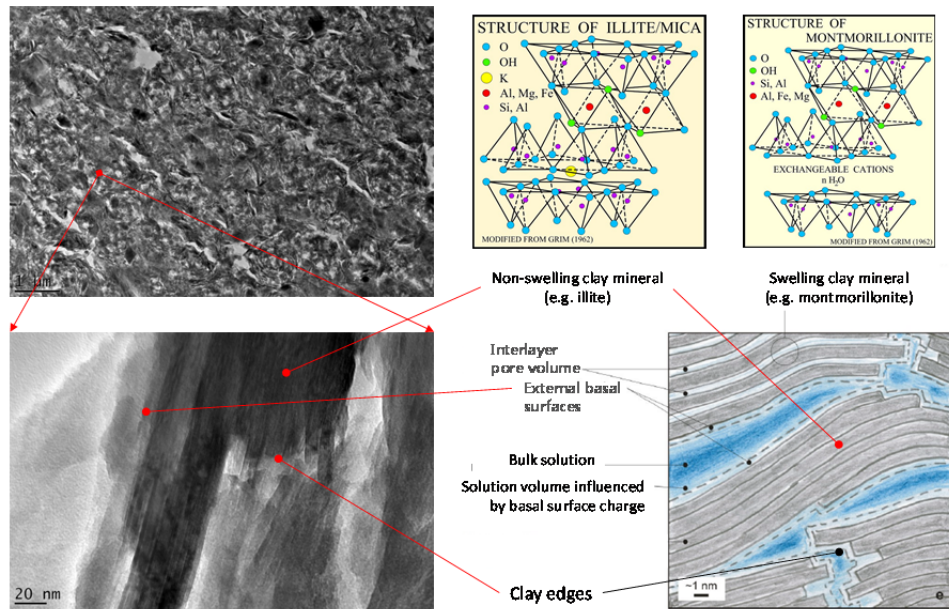 1 µm
STRUCTURE OF ILLITE/MICA
O
OH
K
Al, Mg, Fe
Si, Al
MODIFIED FROM GRIM (1962)
STRUCTURE OF
MONTMORILLONITE
O
OH
Si, Al
Al, Fe, Mg
EXCHANGEABLE CATIONS
n H₂O
MODIFIED FROM GRIM (1962)
Non-swelling clay mineral
(e.g. illite)
Swelling clay mineral
(e.g. montmorillonite)
Interlayer
pore volume
External basal
surfaces
Bulk solution
Solution volume influenced
by basal surface charge
Clay edges
20 nm
~1 nm
e